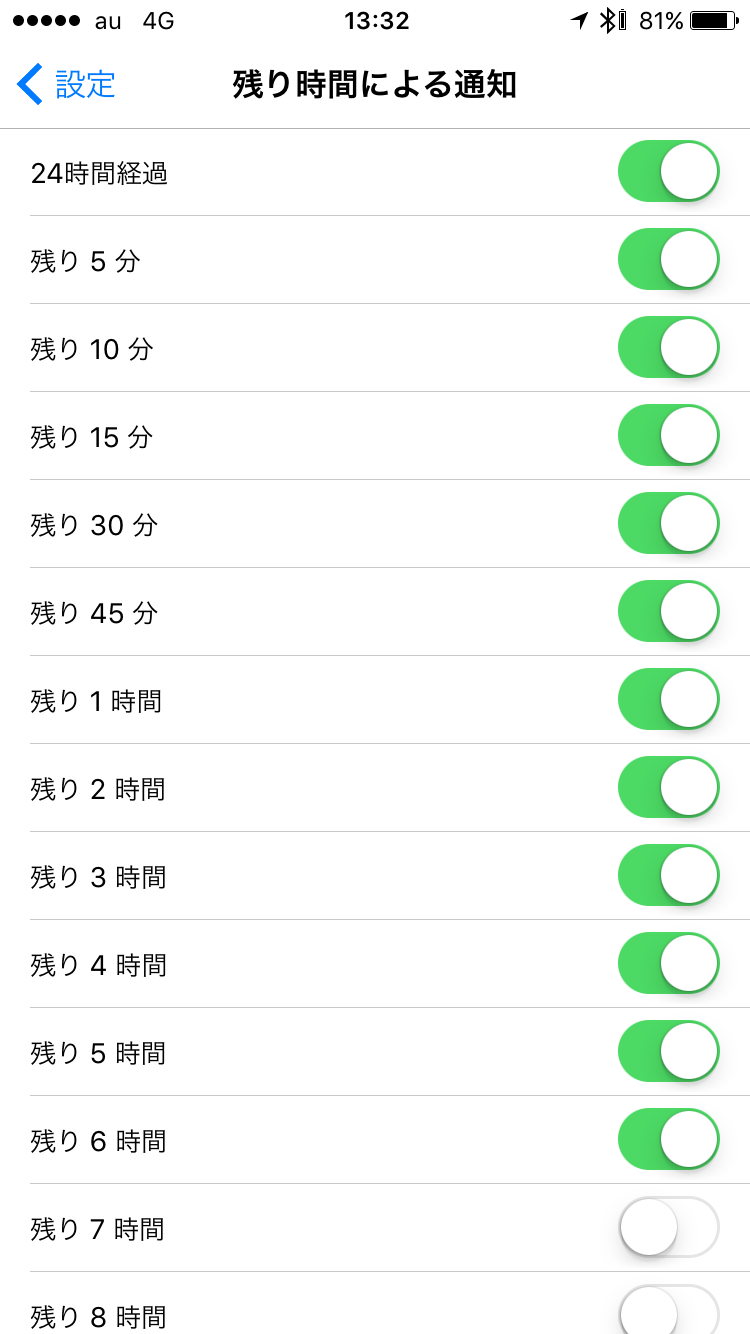 au 4G 13:32 81%
設定 残り時間による通知
24時間経過
残り 5 分
残り 10 分
残り 15 分
残り 30 分
残り 45 分
残り 1 時間
残り 2 時間
残り 3 時間
残り 4 時間
残り 5 時間
残り 6 時間
残り 7 時間
残り 8 時間